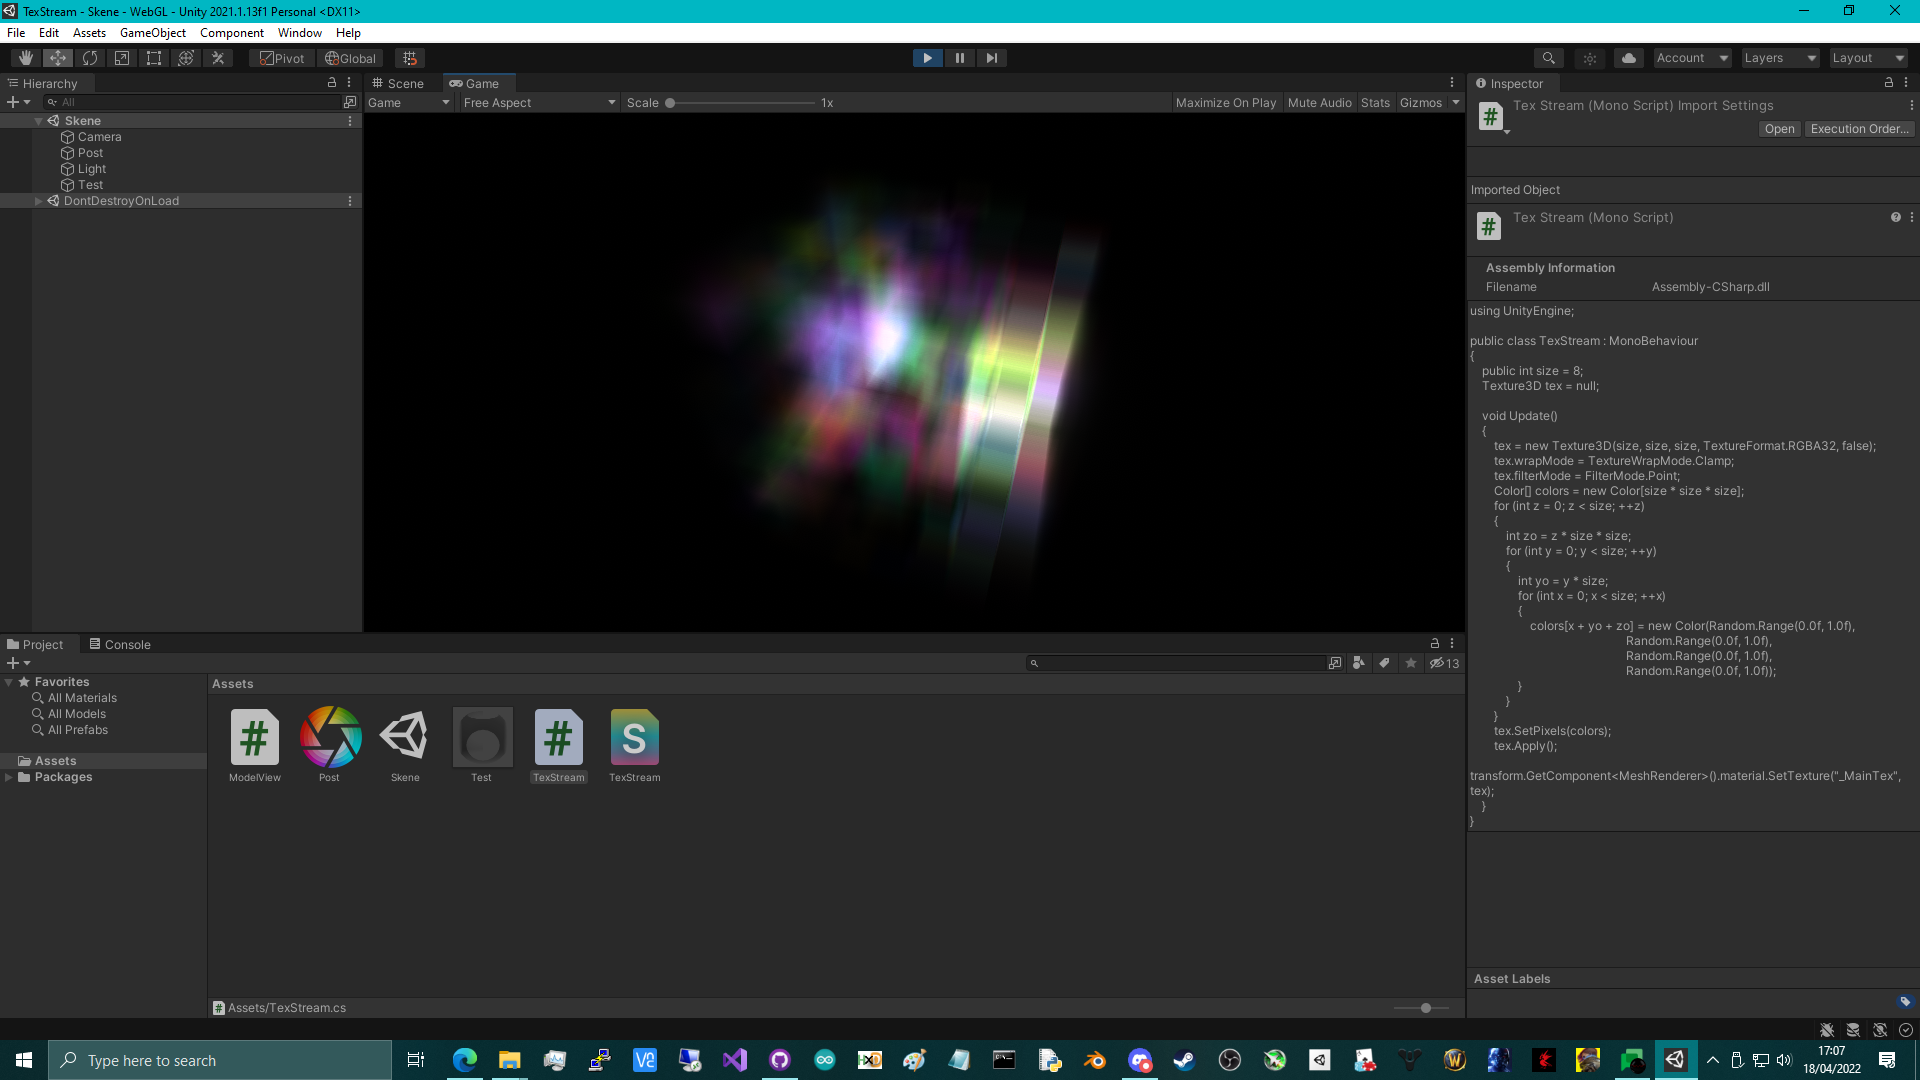 TexStream - Skene - WebGL - Unity 2021.1.13f1 Personal <DX11>
File Edit Assets GameObject Component Window Help
Pivot Global Account Layers Layout
Hierarchy
All
Skene
Camera
Post
Light
Test
DontDestroyOnLoad
Scene Game
Game Free Aspect Scale 1x Maximize On Play Mute Audio Stats Gizmos
Inspector
Tex Stream (Mono Script) Import Settings
Open Execution Order...
Imported Object
Tex Stream (Mono Script)
Assembly Information
Filename Assembly-CSharp.dll
using UnityEngine;
public class TexStream : MonoBehaviour
{
public int size = 8;
Texture3D tex = null;
void Update()
{
tex = new Texture3D(size, size, size, TextureFormat.RGBA32, false);
tex.wrapMode = TextureWrapMode.Clamp;
tex.filterMode = FilterMode.Point;
Color[] colors = new Color[size * size * size];
for (int z = 0; z < size; ++z)
{
int zo = z * size * size;
for (int y = 0; y < size; ++y)
{
int yo = y * size;
for (int x = 0; x < size; ++x)
{
colors[x + yo + zo] = new Color(Random.Range(0.0f, 1.0f),
Random.Range(0.0f, 1.0f),
Random.Range(0.0f, 1.0f),
Random.Range(0.0f, 1.0f));
}
}
}
tex.SetPixels(colors);
tex.Apply();
transform.GetComponent<MeshRenderer>().material.SetTexture("_MainTex",
tex);
}
}
Asset Labels
Project Console
13
Favorites
All Materials
All Models
All Prefabs
Assets
Packages
Assets
ModelView Post Skene Test TexStream TexStream
Assets/TexStream.cs
Type here to search
17:07
18/04/2022